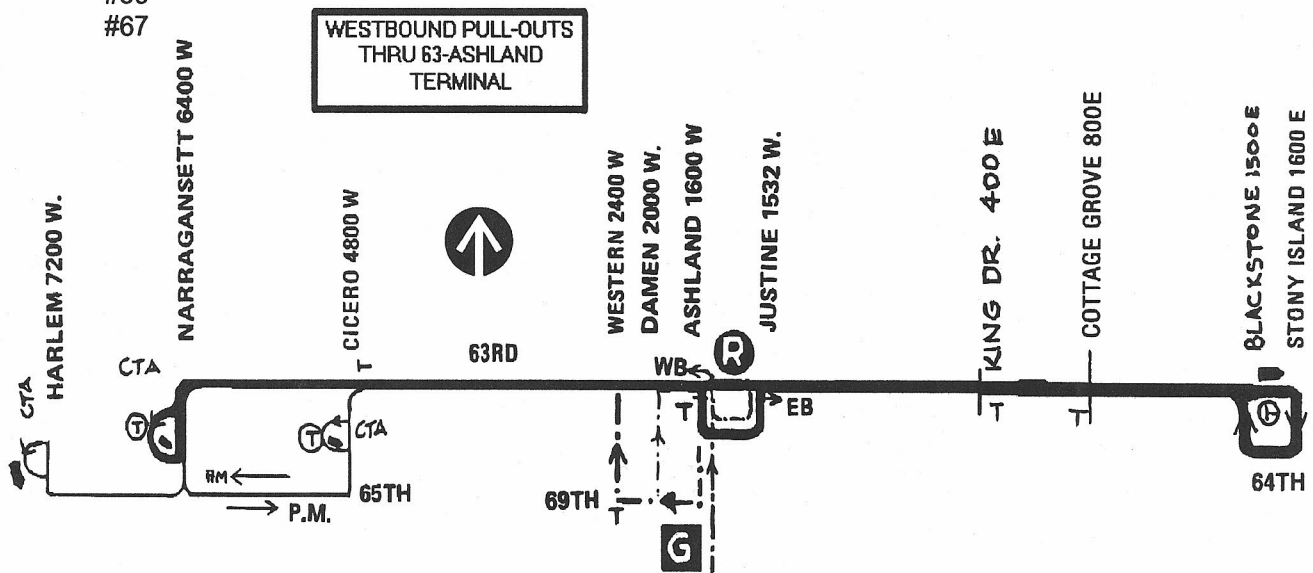 #67
WESTBOUND PULL-OUTS
THRU 63-ASHLAND
TERMINAL
HARLEM 7200 W.
NARRAGANSETT 6400 W
CICERO 4800 W
WESTERN 2400 W
DAMEN 2000 W.
ASHLAND 1600 W
JUSTINE 1532 W.
KING DR. 400E
COTTAGE GROVE 800E
BLACKSTONE 1500E
STONY ISLAND 1600 E
CTA
CTA
T
63RD
WB
R
EB
T
T
T
T
T
CTA
AM
65TH
P.M.
69TH
T
G
64TH